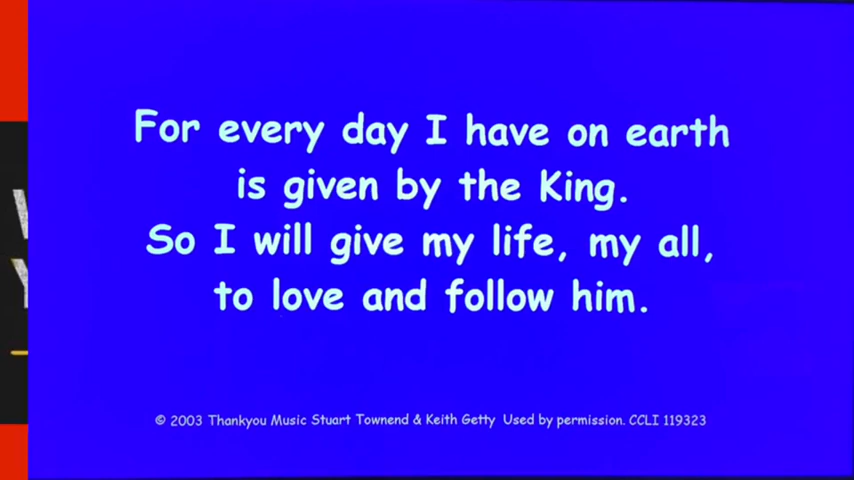 For every day I have on earth
is given by the King.
So I will give my life, my all,
to love and follow him.
© 2003 Thankyou Music Stuart Townend & Keith Getty Used by permission. CCLI 119323